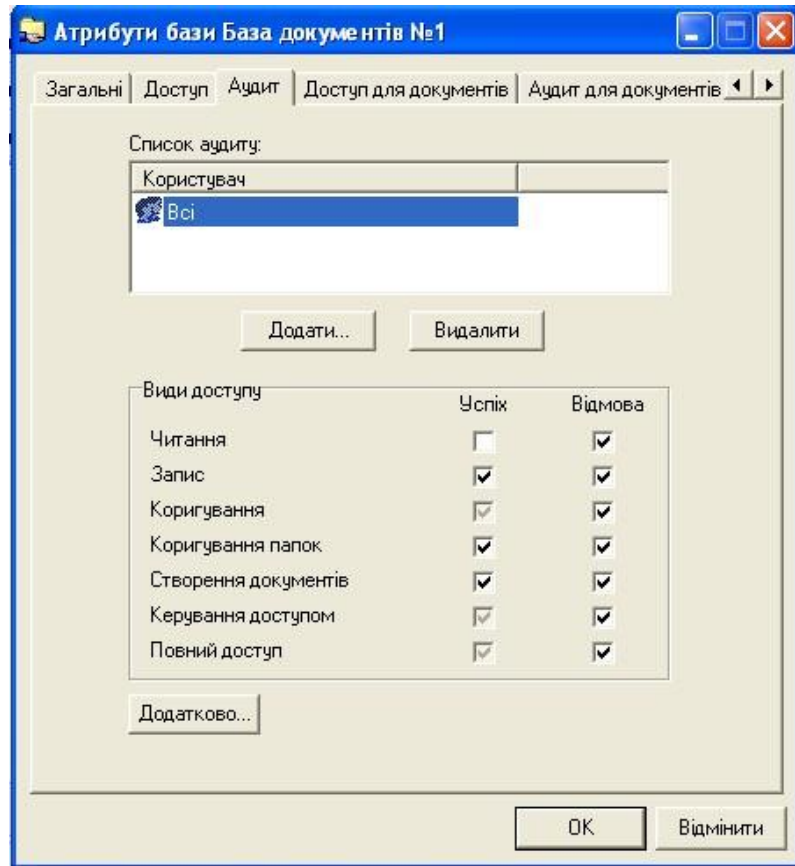 Атрибути бази База документів №1
Загальні Доступ Аудит Доступ для документів Аудит для документів
Список аудиту:
Користувач
Всі
Додати... Видалити
Види доступу
Успіх Відмова
Читання
Запис
Коригування
Коригування папок
Створення документів
Керування доступом
Повний доступ
Додатково...
OK Відмінити